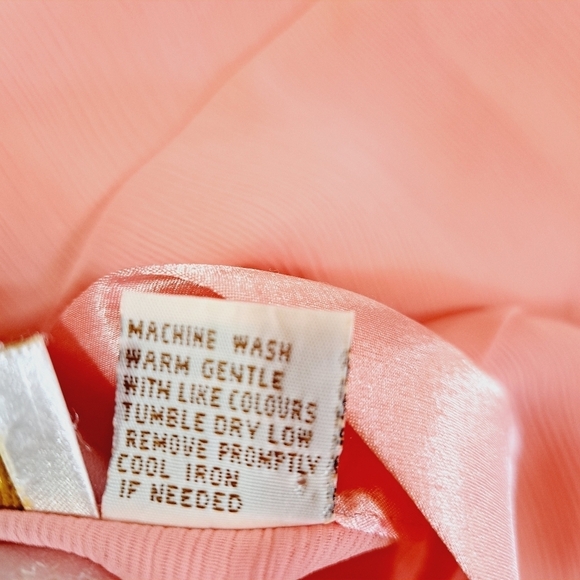 MACHINE WASH
WARM GENTLE
WITH LIKE COLOURS
TUMBLE DRY LOW
REMOVE PROMPTLY
COOL IRON
IF NEEDED